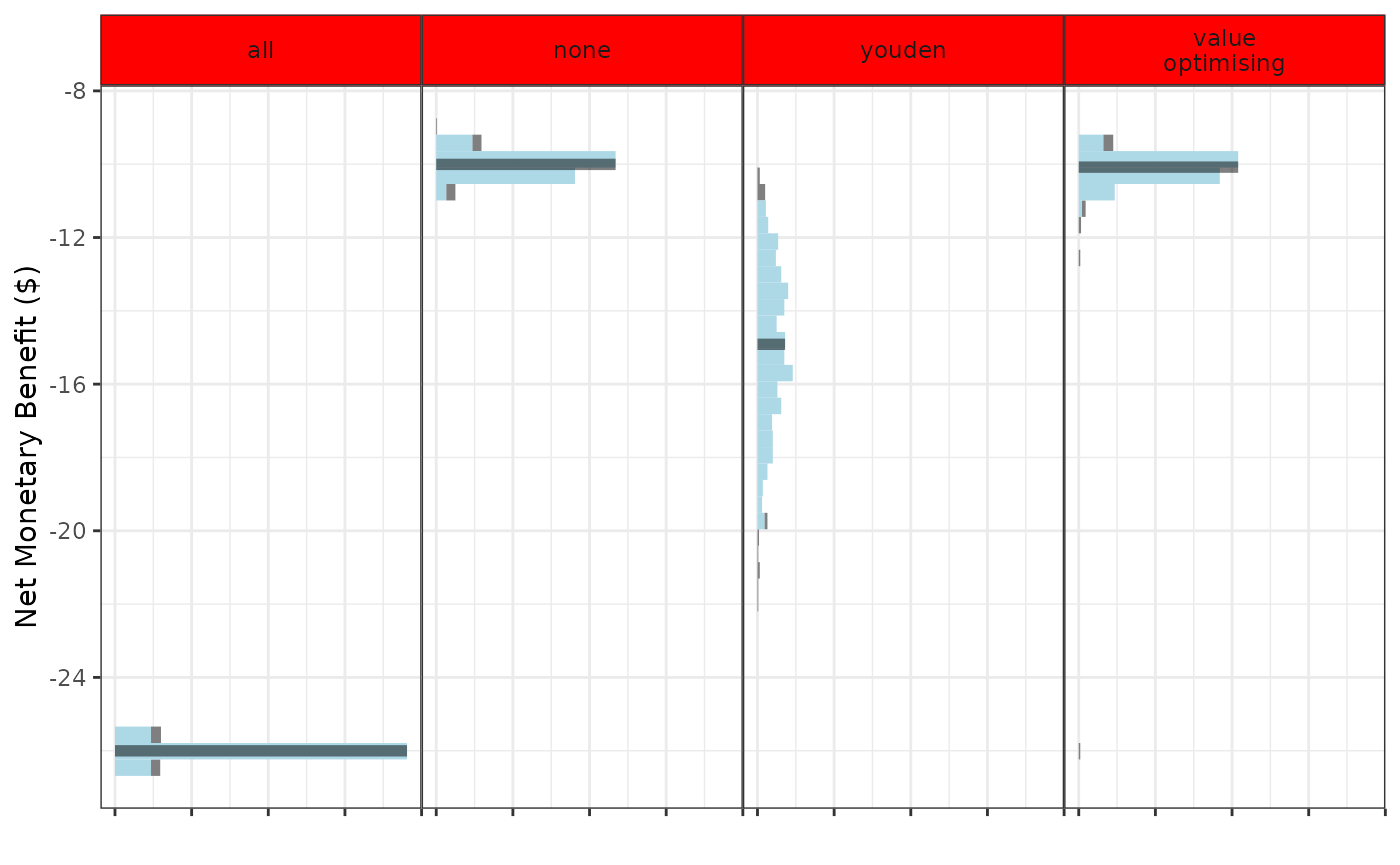 all
none
youden
value
optimising
Net Monetary Benefit ($)
-8
-12
-16
-20
-24